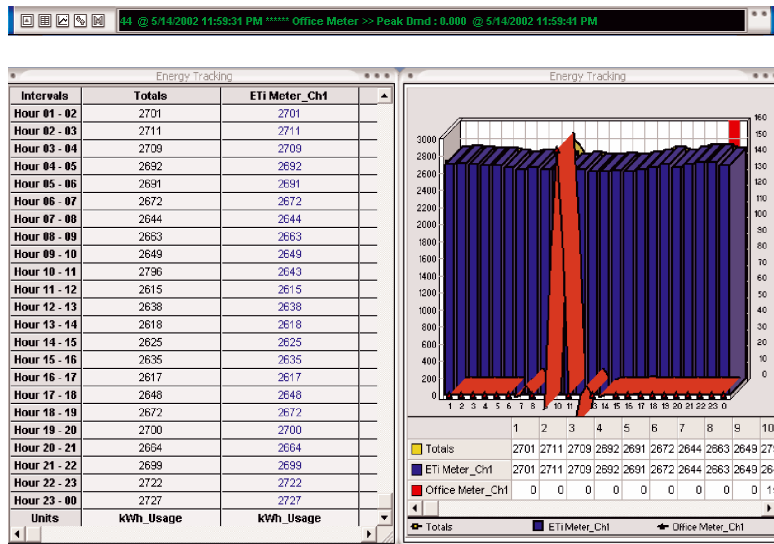 44 @ 5/14/2002 11:59:31 PM ****** Office Meter >> Peak Dmd : 0.000 @ 5/14/2002 11:59:41 PM
Energy Tracking
Intervals Totals ETi Meter_Ch1
Hour 01 - 02 2701 2701
Hour 02 - 03 2711 2711
Hour 03 - 04 2709 2709
Hour 04 - 05 2692 2692
Hour 05 - 06 2691 2691
Hour 06 - 07 2672 2672
Hour 07 - 08 2644 2644
Hour 08 - 09 2663 2663
Hour 09 - 10 2649 2649
Hour 10 - 11 2796 2643
Hour 11 - 12 2615 2615
Hour 12 - 13 2638 2638
Hour 13 - 14 2618 2618
Hour 14 - 15 2625 2625
Hour 15 - 16 2635 2635
Hour 16 - 17 2617 2617
Hour 17 - 18 2648 2648
Hour 18 - 19 2672 2672
Hour 19 - 20 2700 2700
Hour 20 - 21 2664 2664
Hour 21 - 22 2699 2699
Hour 22 - 23 2722 2722
Hour 23 - 00 2727 2727
Units kWh_Usage kWh_Usage
Energy Tracking
3000
2800
2600
2400
2200
2000
1800
1600
1400
1200
1000
800
600
400
200
0
160
150
140
130
120
110
100
90
80
70
60
50
40
30
20
10
0
1 2 3 4 5 6 7 8 10 11 13 14 15 16 17 18 19 20 21 22 23 0
1 2 3 4 5 6 7 8 9 10
Totals 2701 2711 2709 2692 2691 2672 2644 2663 2649
ETi Meter_Ch1 2701 2711 2709 2692 2691 2672 2644 2663 2649
Office Meter_Ch1 0 0 0 0 0 0 0 0 0
Totals ETi Meter_Ch1 Office Meter_Ch1